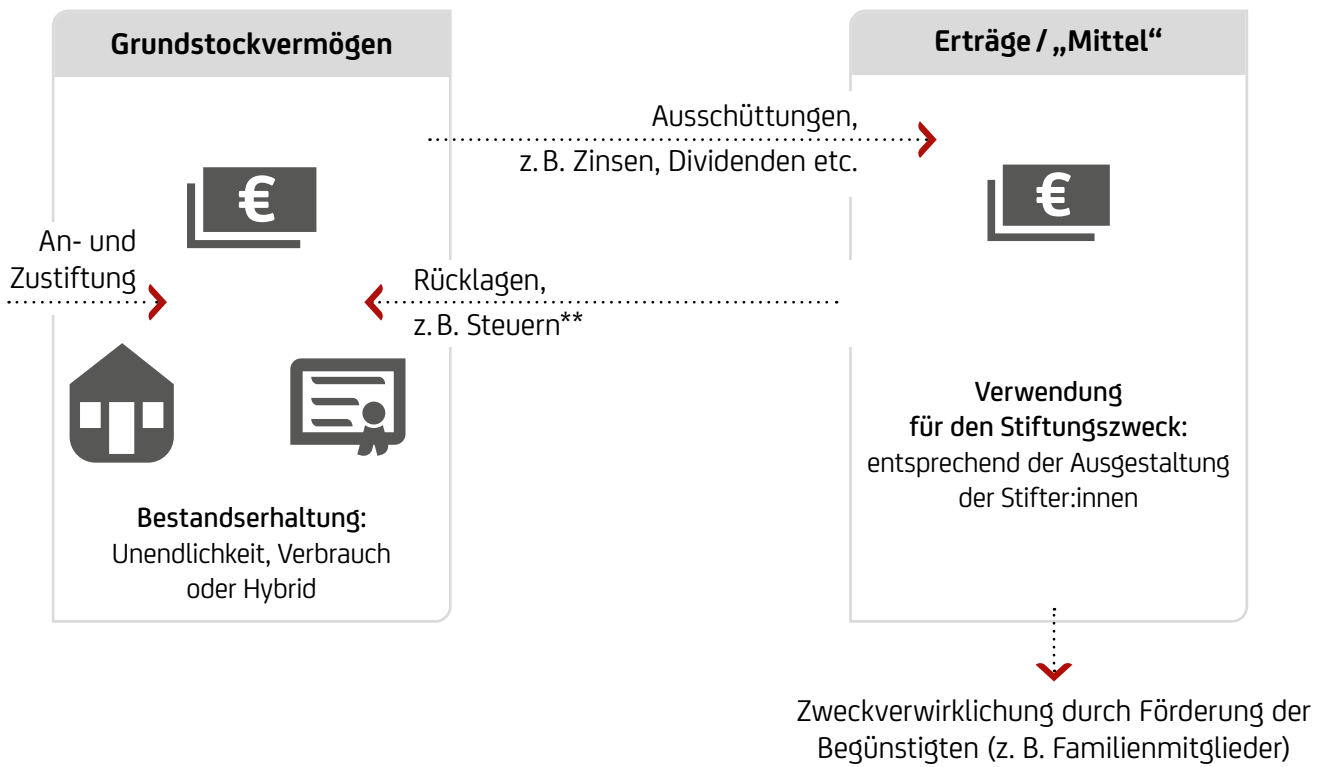 Grundstockvermögen
€
An- und
Zustiftung
Bestandserhaltung:
Unendlichkeit, Verbrauch
oder Hybrid
Ausschüttungen,
z. B. Zinsen, Dividenden etc.
Rücklagen,
z. B. Steuern**
Erträge / „Mittel“
€
Verwendung
für den Stiftungszweck:
entsprechend der Ausgestaltung
der Stifter:innen
Zweckverwirklichung durch Förderung der
Begünstigten (z. B. Familienmitglieder)